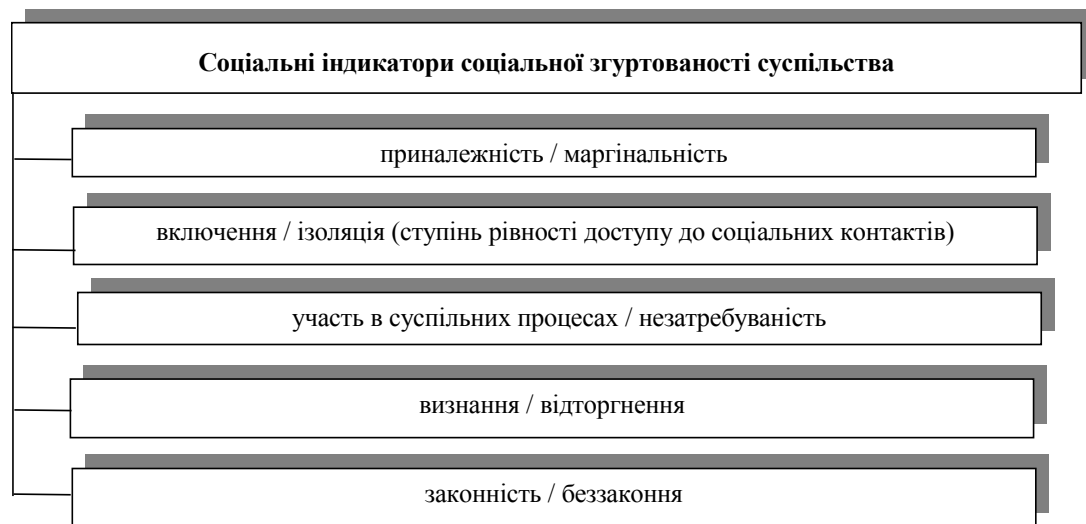 Соціальні індикатори соціальної згуртованості суспільства
приналежність / маргінальність
включення / ізоляція (ступінь рівності доступу до соціальних контактів)
участь в суспільних процесах / незатребуваність
визнання / відторгнення
законність / беззаконня